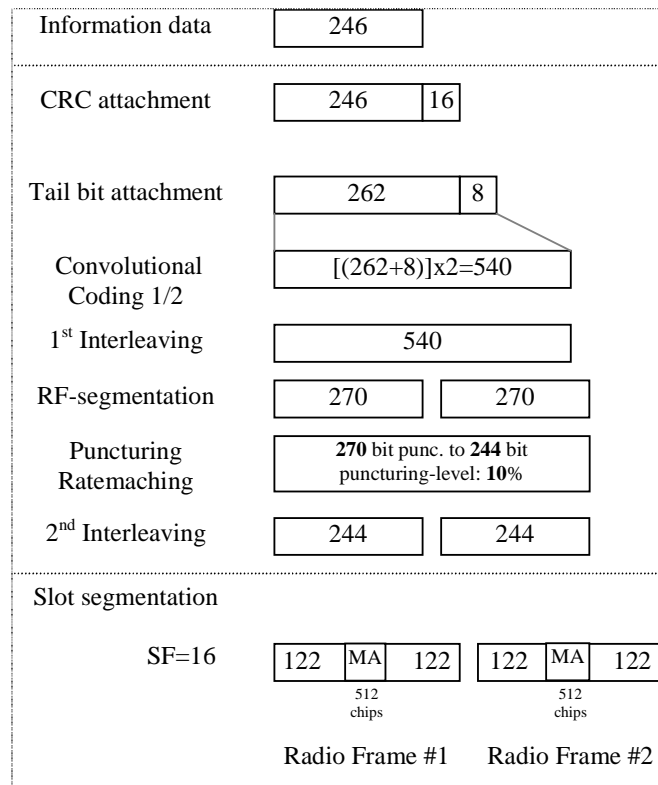 Information data 246
CRC attachment 246 16
Tail bit attachment 262 8
Convolutional
Coding 1/2
[(262+8)]x2=540
1st Interleaving 540
RF-segmentation 270 270
Puncturing
Ratemaching
270 bit punc. to 244 bit
puncturing-level: 10%
2nd Interleaving 244 244
Slot segmentation
SF=16 122 MA 122 122 MA 122
512 512
chips chips
Radio Frame #1 Radio Frame #2